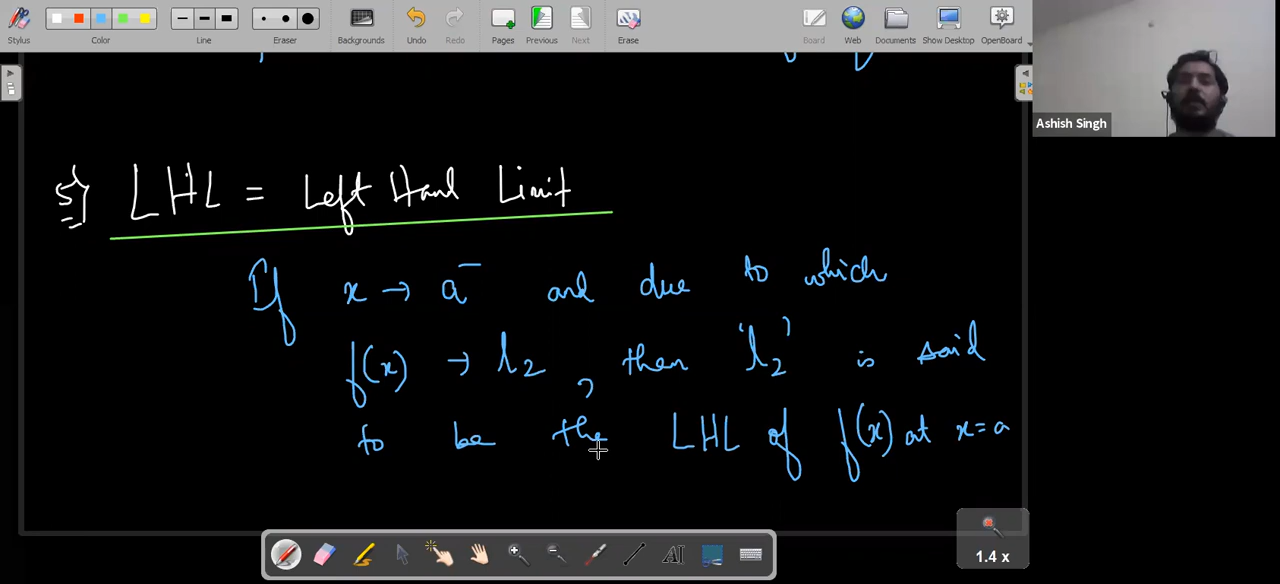 Stylus Color Line Eraser Backgrounds Undo Redo Pages Previous Next Erase Board Web Documents Show Desktop OpenBoard
Ashish Singh
5) LHL = Left Hand Limit
If x → a⁻ and due to which
f(x) → l₂, then 'l₂' is said
to be the LHL of f(x) at x = a
1.4 x